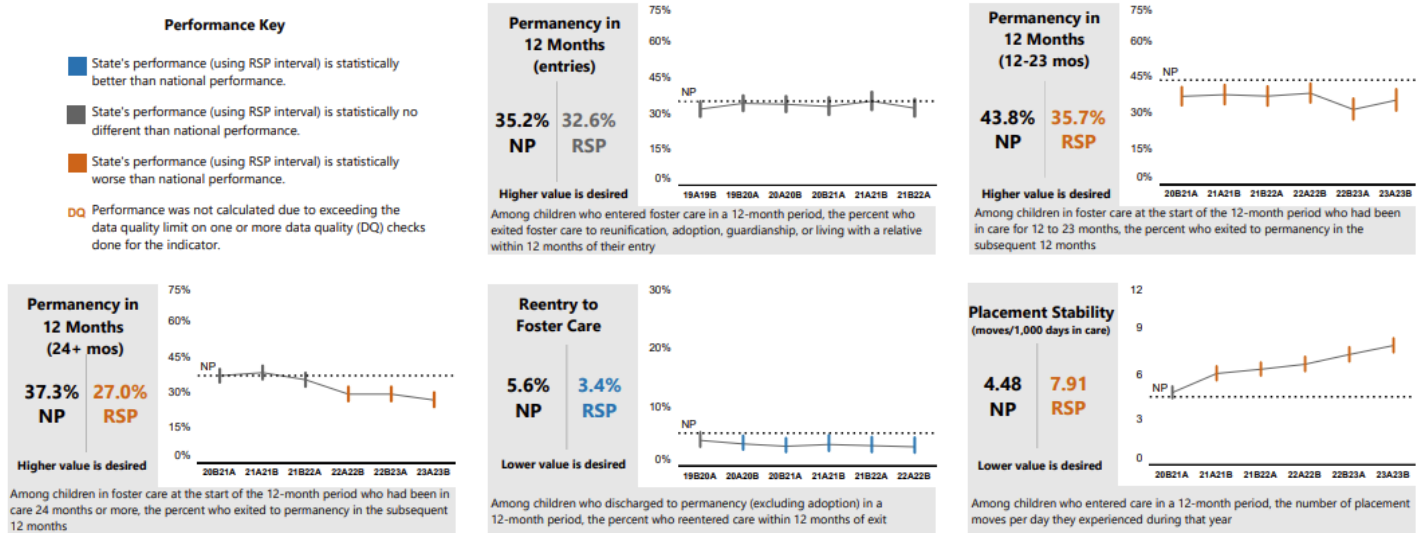 Performance Key
State's performance (using RSP interval) is statistically
better than national performance.
State's performance (using RSP interval) is statistically no
different than national performance.
State's performance (using RSP interval) is statistically
worse than national performance.
DQ Performance was not calculated due to exceeding the
data quality limit on one or more data quality (DQ) checks
done for the indicator.
Permanency in
12 Months
(entries)
35.2% 32.6%
NP RSP
Higher value is desired
75%
60%
45%
NP
30%
15%
0%
19A19B 19B20A 20A20B 20B21A 21A21B 21B22A
Among children who entered foster care in a 12-month period, the percent who
exited foster care to reunification, adoption, guardianship, or living with a relative
within 12 months of their entry
Permanency in
12 Months
(12-23 mos)
43.8% 35.7%
NP RSP
Higher value is desired
75%
60%
NP
45%
30%
15%
0%
20B21A 21A21B 21B22A 22A22B 22B23A 23A23B
Among children in foster care at the start of the 12-month period who had been
in care for 12 to 23 months, the percent who exited to permanency in the
subsequent 12 months
Permanency in
12 Months
(24+ mos)
37.3% 27.0%
NP RSP
Higher value is desired
75%
60%
45%
NP
30%
15%
0%
20B21A 21A21B 21B22A 22A22B 22B23A 23A23B
Among children in foster care at the start of the 12-month period who had been in
care 24 months or more, the percent who exited to permanency in the subsequent
12 months
Reentry to
Foster Care
5.6% 3.4%
NP RSP
Lower value is desired
30%
20%
10%
NP
0%
19B20A 20A20B 20B21A 21A21B 21B22A 22A22B
Among children who discharged to permanency (excluding adoption) in a
12-month period, the percent who reentered care within 12 months of exit
Placement Stability
(moves/1,000 days in care)
4.48 7.91
NP RSP
Lower value is desired
12
9
6
NP
3
0
20B21A 21A21B 21B22A 22A22B 22B23A 23A23B
Among children who entered care in a 12-month period, the number of placement
moves per day they experienced during that year